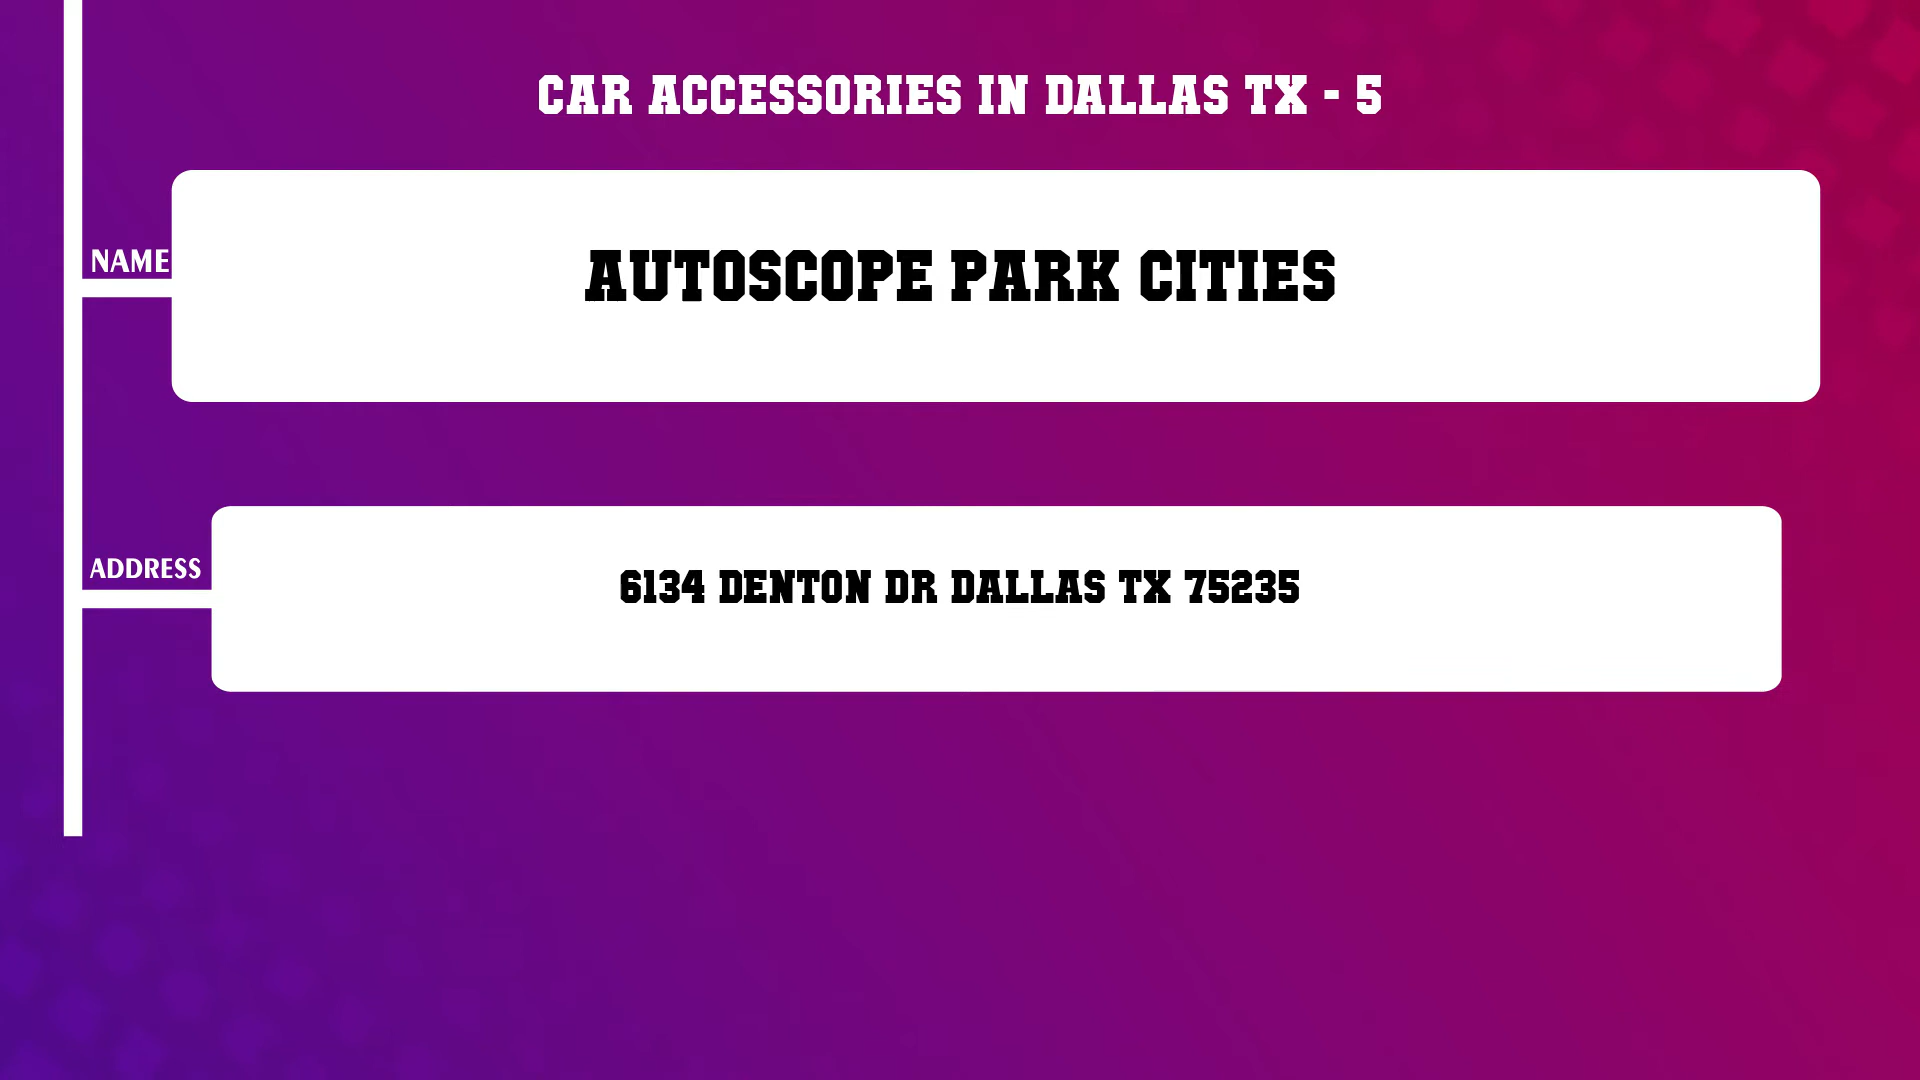 CAR ACCESSORIES IN DALLAS TX - 5
NAME
AUTOSCOPE PARK CITIES
ADDRESS
6134 DENTON DR DALLAS TX 75235